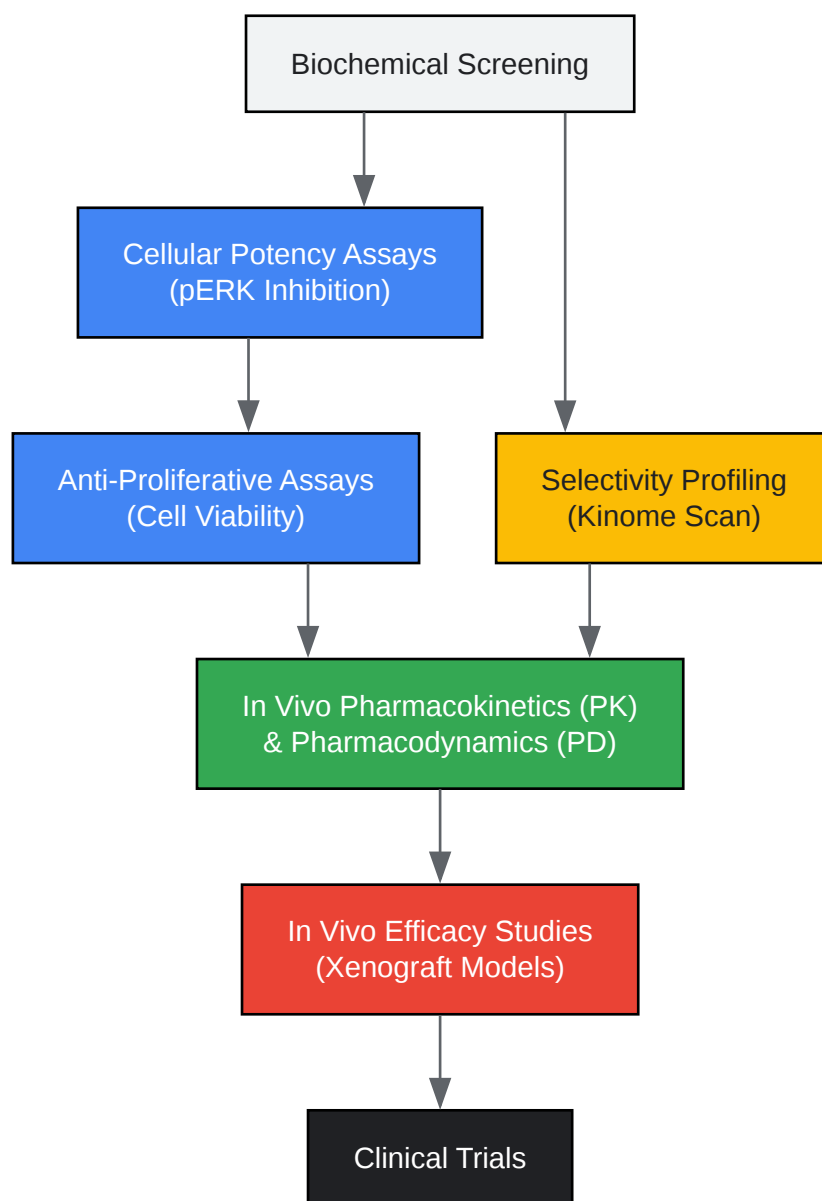 Biochemical Screening
Cellular Potency Assays
(pERK Inhibition)
Anti-Proliferative Assays
(Cell Viability)
Selectivity Profiling
(Kinome Scan)
In Vivo Pharmacokinetics (PK)
& Pharmacodynamics (PD)
In Vivo Efficacy Studies
(Xenograft Models)
Clinical Trials